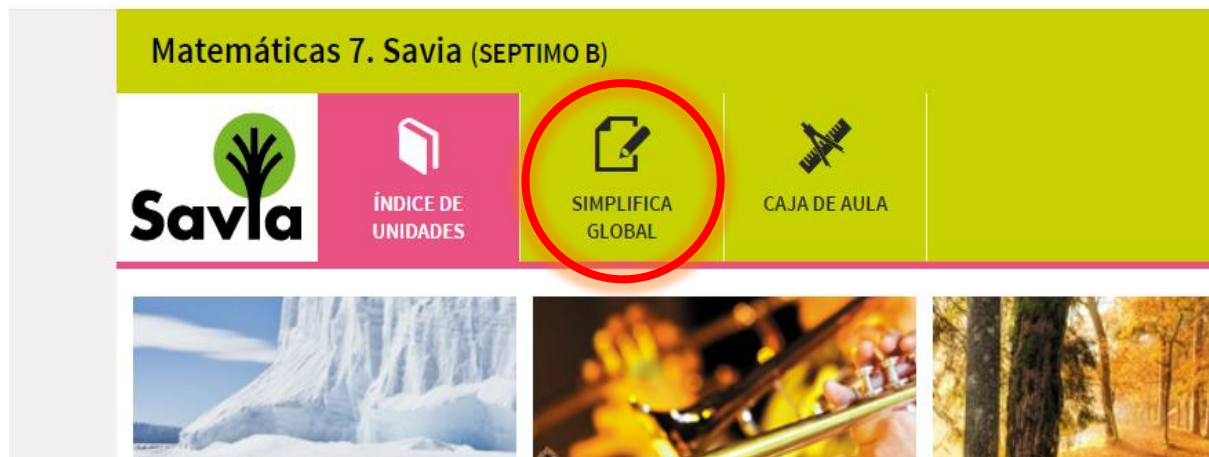 Matemáticas 7. Savia (SEPTIMO B)
Savia
ÍNDICE DE
UNIDADES
SIMPLIFICA
GLOBAL
CAJA DE AULA